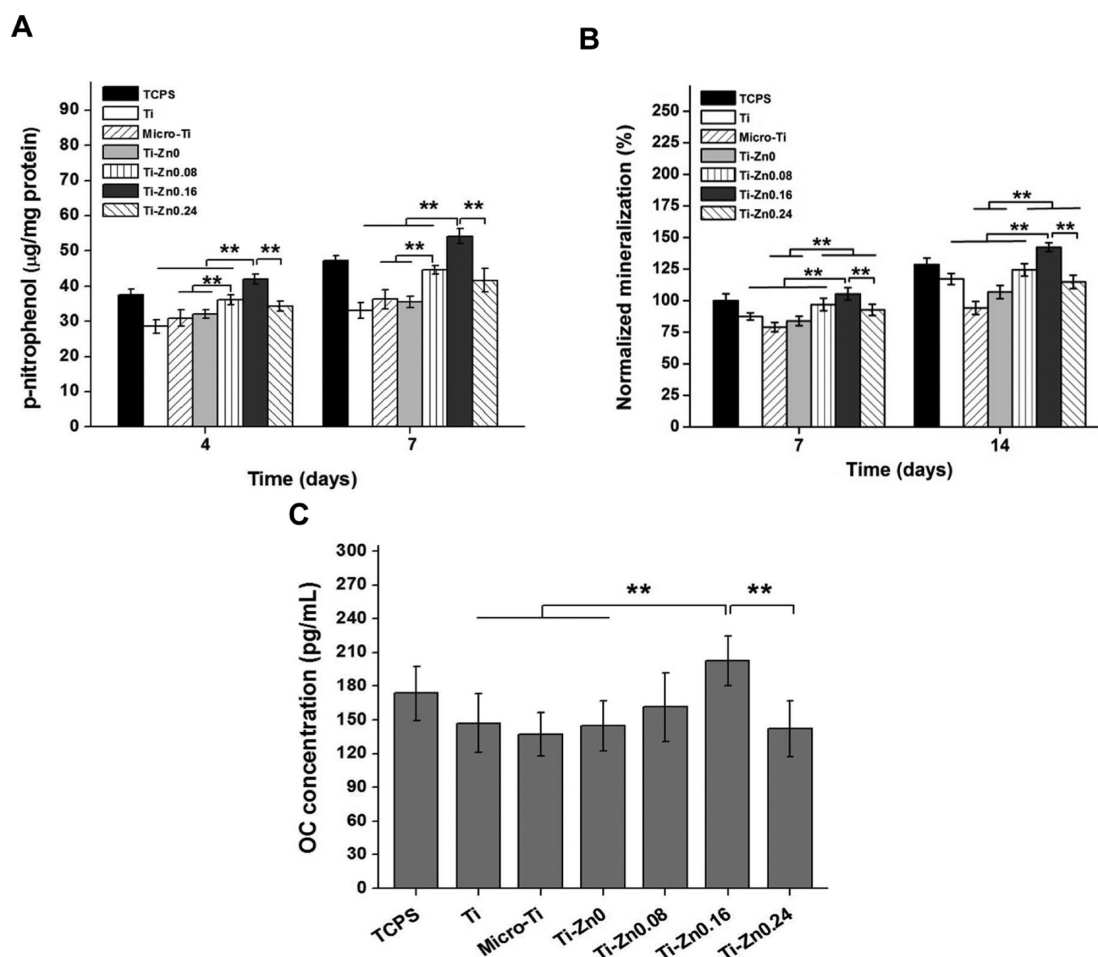 A
p-nitrophenol (μg/mg protein)
90
80
70
60
50
40
30
20
10
0
TCPS
Ti
Micro-Ti
Ti-Zn0
Ti-Zn0.08
Ti-Zn0.16
Ti-Zn0.24
**
**
**
**
**
**
4
7
Time (days)
B
Normalized mineralization (%)
250
225
200
175
150
125
100
75
50
25
0
TCPS
Ti
Micro-Ti
Ti-Zn0
Ti-Zn0.08
Ti-Zn0.16
Ti-Zn0.24
**
**
**
**
**
**
7
14
Time (days)
C
OC concentration (pg/mL)
300
270
240
210
180
150
120
90
60
30
0
**
**
TCPS
Ti
Micro-Ti
Ti-Zn0
Ti-Zn0.08
Ti-Zn0.16
Ti-Zn0.24